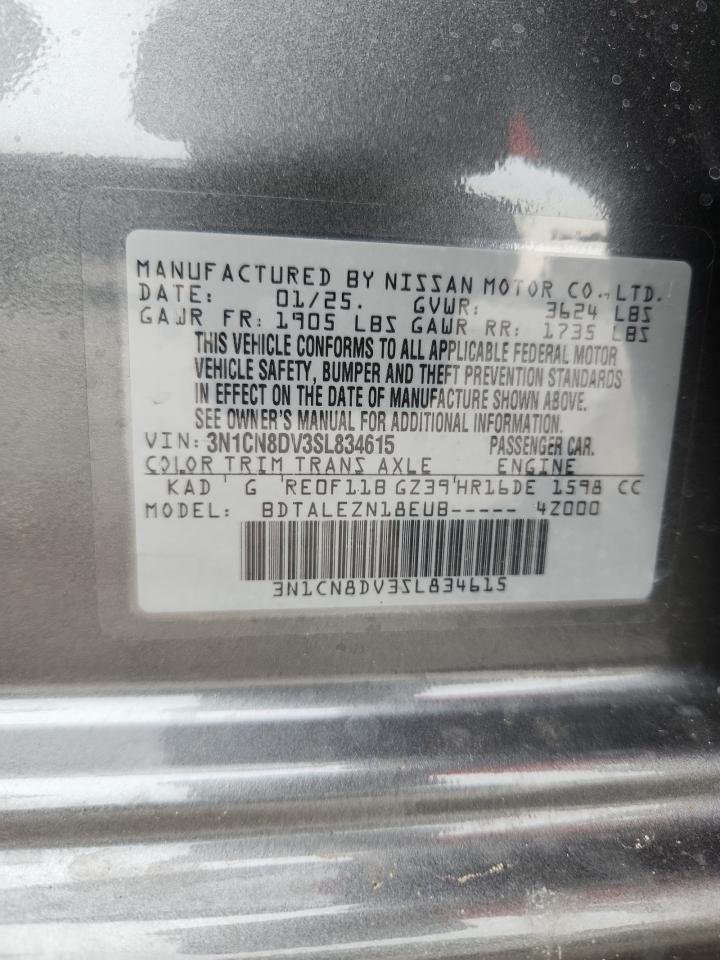 MANUFACTURED BY NISSAN MOTOR CO., LTD.
DATE: 01/25. GVWR: 3624 LBS
GAWR FR: 1905 LBS GAWR RR: 1735 LBS
THIS VEHICLE CONFORMS TO ALL APPLICABLE FEDERAL MOTOR
VEHICLE SAFETY, BUMPER AND THEFT PREVENTION STANDARDS
IN EFFECT ON THE DATE OF MANUFACTURE SHOWN ABOVE.
SEE OWNER'S MANUAL FOR ADDITIONAL INFORMATION.
VIN: 3N1CN8DV3SL834615 PASSENGER CAR.
COLOR TRIM TRANS AXLE ENGINE
KAD ' G 'RE0F11B GZ39'HR16DE 1598 CC
MODEL: BDTALEZN18EUB----- 4Z000
3N1CN8DV3SL834615